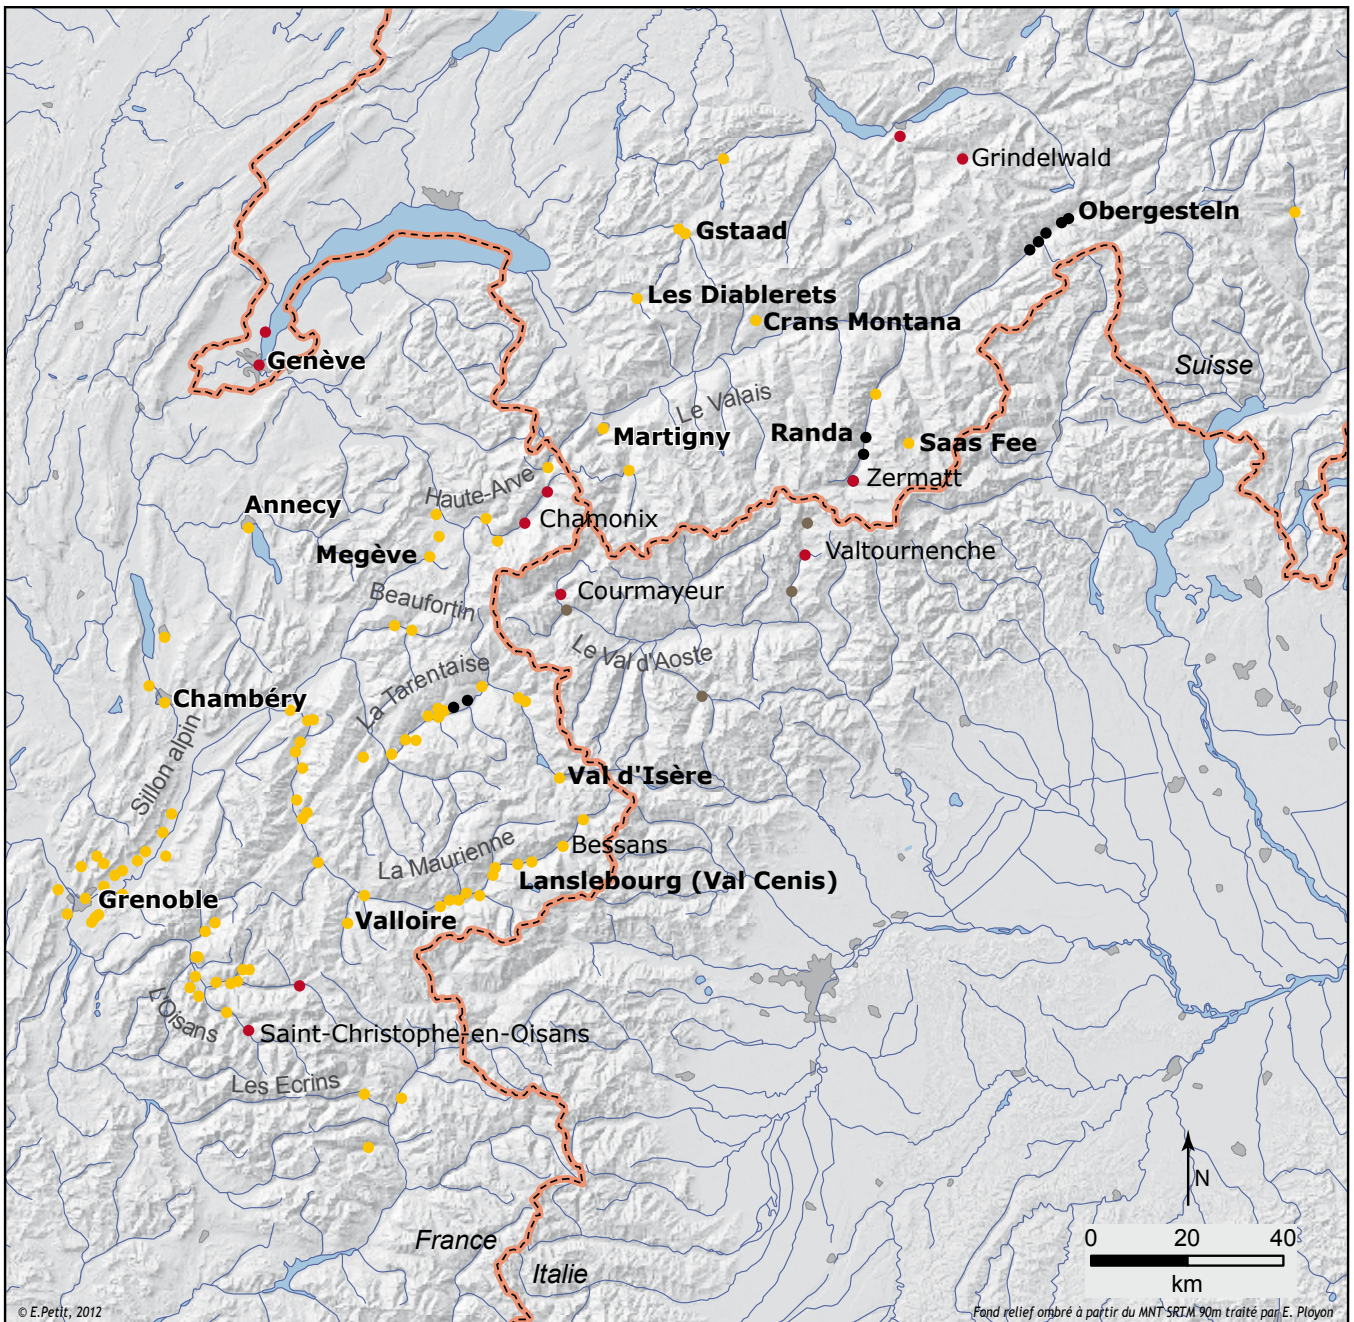 Grindelwald
Obergesteln
Gstaad
Les Diablerets
Crans Montana
Genève
Suisse
Le Valais
Martigny
Randa
Saas Fee
Zermatt
Haute-Arve
Annecy
Chamonix
Megève
Valtournenche
Beaufortin
Courmayeur
Le Val d'Aoste
La Tarentaise
Chambéry
Sillon alpin
Val d'Isère
La Maurienne
Bessans
Lanslebourg (Val Cenis)
Grenoble
Valloire
L'Oisans
Saint-Christophe-en-Oisans
Les Ecrins
N
France
Italie
0 20 40
km
© E.Petit, 2012
Fond relief ombré à partir du MNT SRTM 90m traité par E. Ployon